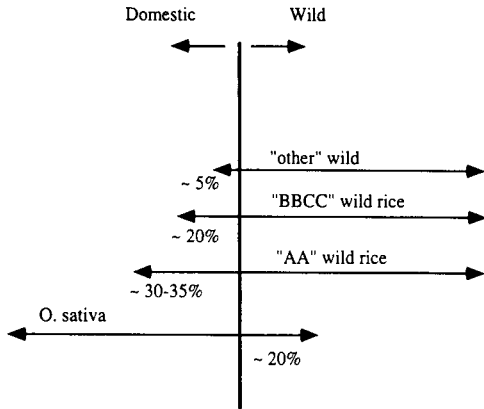 Domestic Wild
"other" wild
~ 5%
"BBCC" wild rice
~ 20%
"AA" wild rice
~ 30-35%
O. sativa
~ 20%